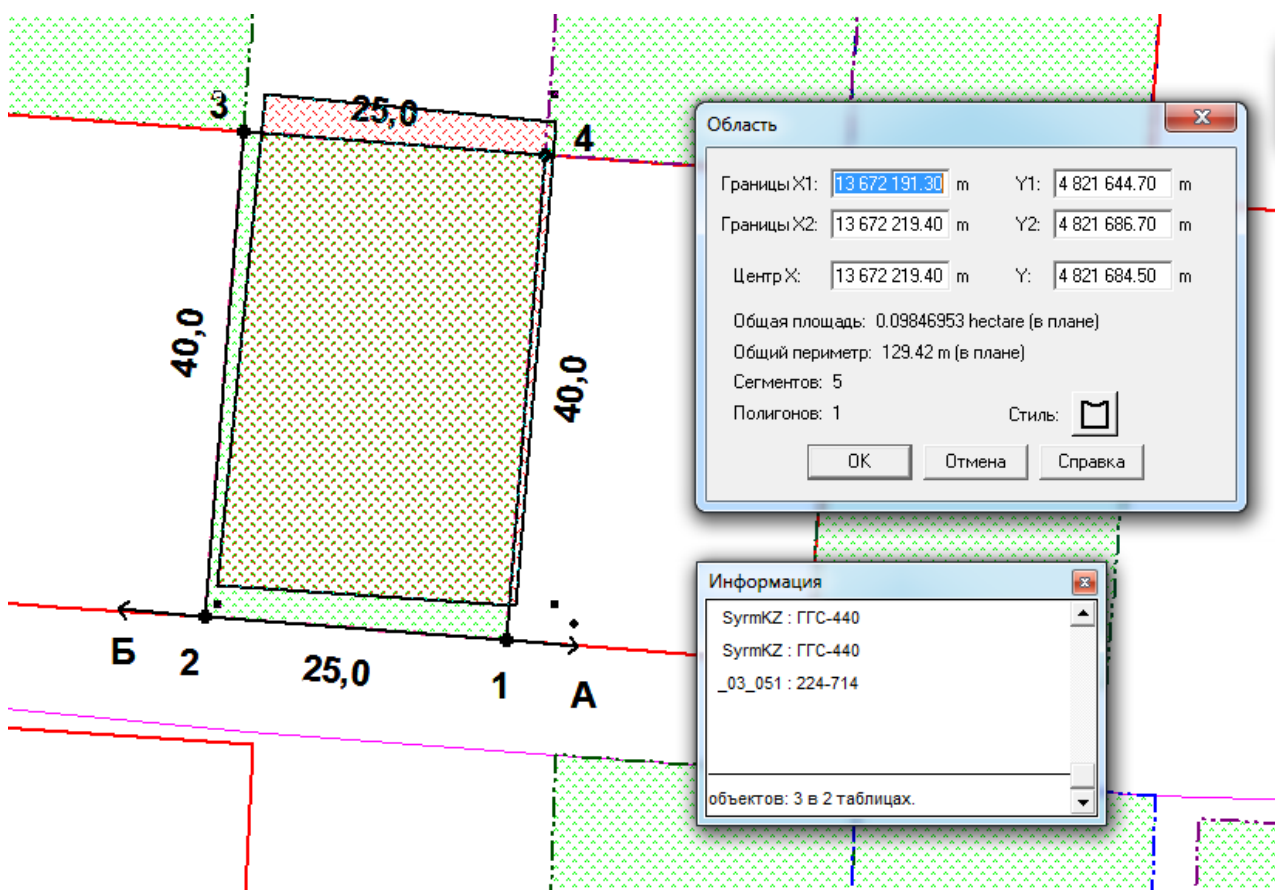 3
25,0
4
40,0
40,0
Б
2
25,0
1
А
Область
Границы X1: 13 672 191.30 m Y1: 4 821 644.70 m
Границы X2: 13 672 219.40 m Y2: 4 821 686.70 m
Центр X: 13 672 219.40 m Y: 4 821 684.50 m
Общая площадь: 0.09846953 hectare (в плане)
Общий периметр: 129.42 m (в плане)
Сегментов: 5
Полигонов: 1 Стиль:
OK Отмена Справка
Информация
SyrmKZ : ГГС-440
SyrmKZ : ГГС-440
_03_051 : 224-714
объектов: 3 в 2 таблицах.